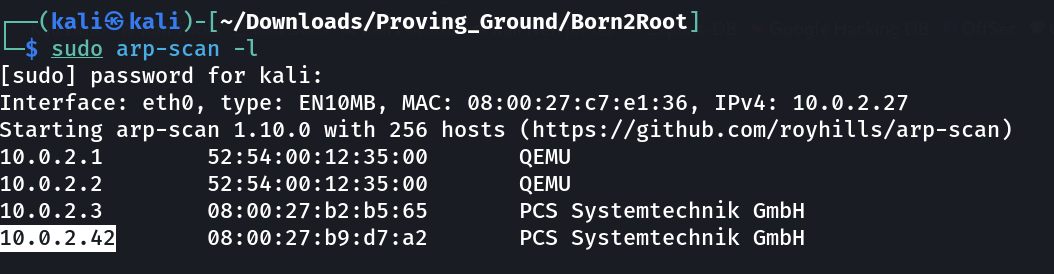 (kali㉿kali)-[~/Downloads/Proving_Ground/Born2Root]
$ sudo arp-scan -l
[sudo] password for kali:
Interface: eth0, type: EN10MB, MAC: 08:00:27:c7:e1:36, IPv4: 10.0.2.27
Starting arp-scan 1.10.0 with 256 hosts (https://github.com/royhills/arp-scan)
10.0.2.1 52:54:00:12:35:00 QEMU
10.0.2.2 52:54:00:12:35:00 QEMU
10.0.2.3 08:00:27:b2:b5:65 PCS Systemtechnik GmbH
10.0.2.42 08:00:27:b9:d7:a2 PCS Systemtechnik GmbH